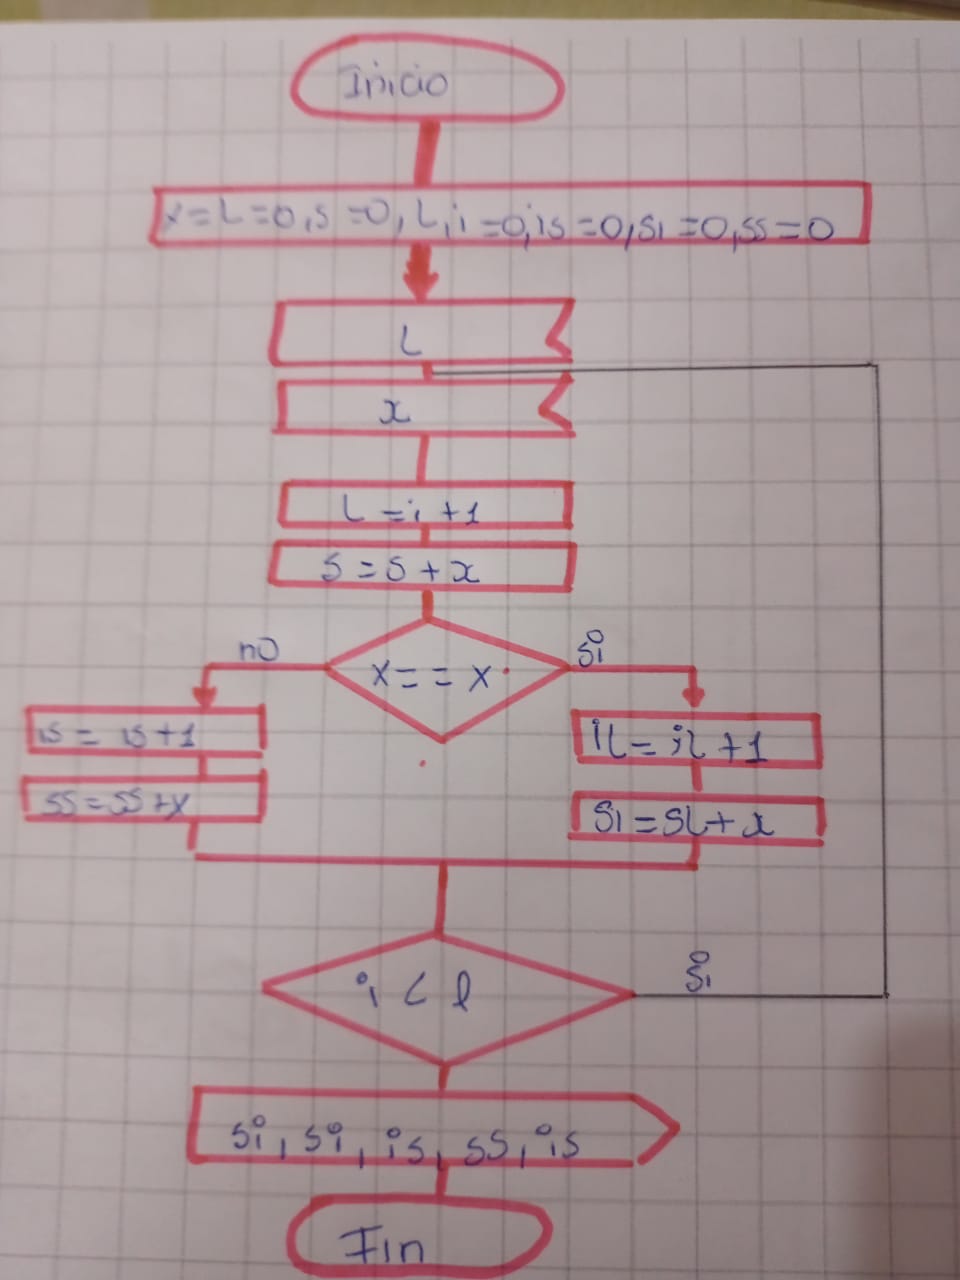 Inicio
x=L=0,s=0,L,i=0,is=0,si=0,ss=0
L
x
L=i+1
s=s+x
no
si
x==x
is=is+1
iL=iL+1
ss=ss+x
si=sL+x
i<l
si
si,si,is,ss,is
Fin